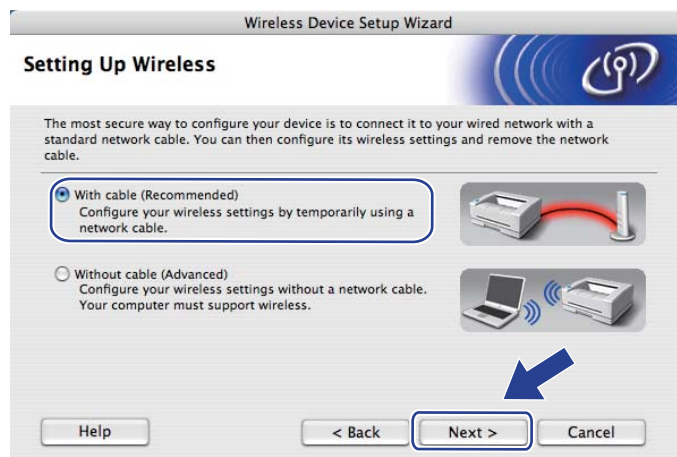 Wireless Device Setup Wizard
Setting Up Wireless
The most secure way to configure your device is to connect it to your wired network with a
standard network cable. You can then configure its wireless settings and remove the network
cable.
With cable (Recommended)
Configure your wireless settings by temporarily using a
network cable.
Without cable (Advanced)
Configure your wireless settings without a network cable.
Your computer must support wireless.
Help
< Back
Next >
Cancel